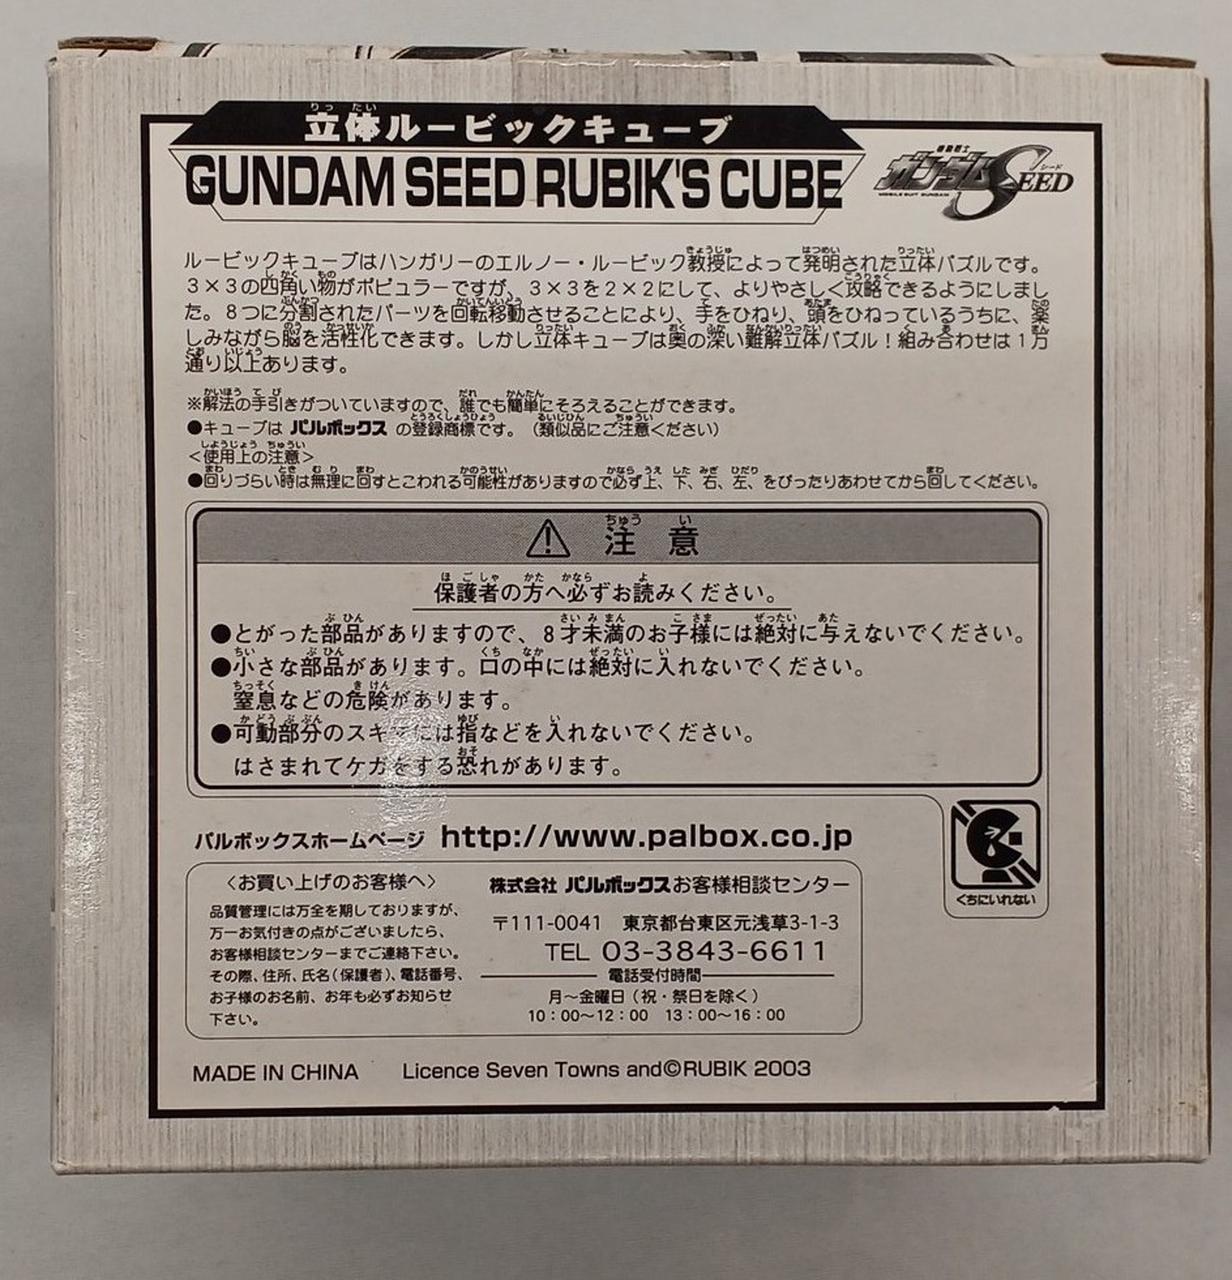 立体ルービックキューブ
GUNDAM SEED RUBIK'S CUBE
機動戦士
ガンダムSEED
MOBILE SUIT GUNDAM
ルービックキューブはハンガリーのエルノー・ルービック教授によって発明された立体パズルです。
3×3の四角い物がポピュラーですが、3×3を2×2にして、よりやさしく攻略できるようにしまし
た。8つに分割されたパーツを回転移動させることにより、手をひねり、頭をひねっているうちに、楽
しみながら脳を活性化できます。しかし立体キューブは奥の深い難解立体パズル！組み合わせは1万
通り以上あります。
※解法の手引きがついていますので、誰でも簡単にそろえることができます。
●キューブは パルボックス の登録商標です。（類似品にご注意ください）
＜使用上の注意＞
●回りづらい時は無理に回すとこわれる可能性がありますので必ず上、下、右、左、をぴったりあわせてから回してください。
注意
保護者の方へ必ずお読みください。
●とがった部品がありますので、8才未満のお子様には絶対に与えないでください。
●小さな部品があります。口の中には絶対に入れないでください。
窒息などの危険があります。
●可動部分のスキマには指などを入れないでください。
はさまれてケガをする恐れがあります。
くちにいれない
パルボックスホームページ http://www.palbox.co.jp
〈お買い上げのお客様へ〉
品質管理には万全を期しておりますが、
万一お気付きの点がございましたら、
お客様相談センターまでご連絡下さい。
その際、住所、氏名（保護者）、電話番号、
お子様のお名前、お年も必ずお知らせ
下さい。
株式会社 パルボックスお客様相談センター
〒111-0041 東京都台東区元浅草3-1-3
TEL 03-3843-6611
電話受付時間
月～金曜日（祝・祭日を除く）
10：00～12：00 13：00～16：00
MADE IN CHINA Licence Seven Towns and©RUBIK 2003